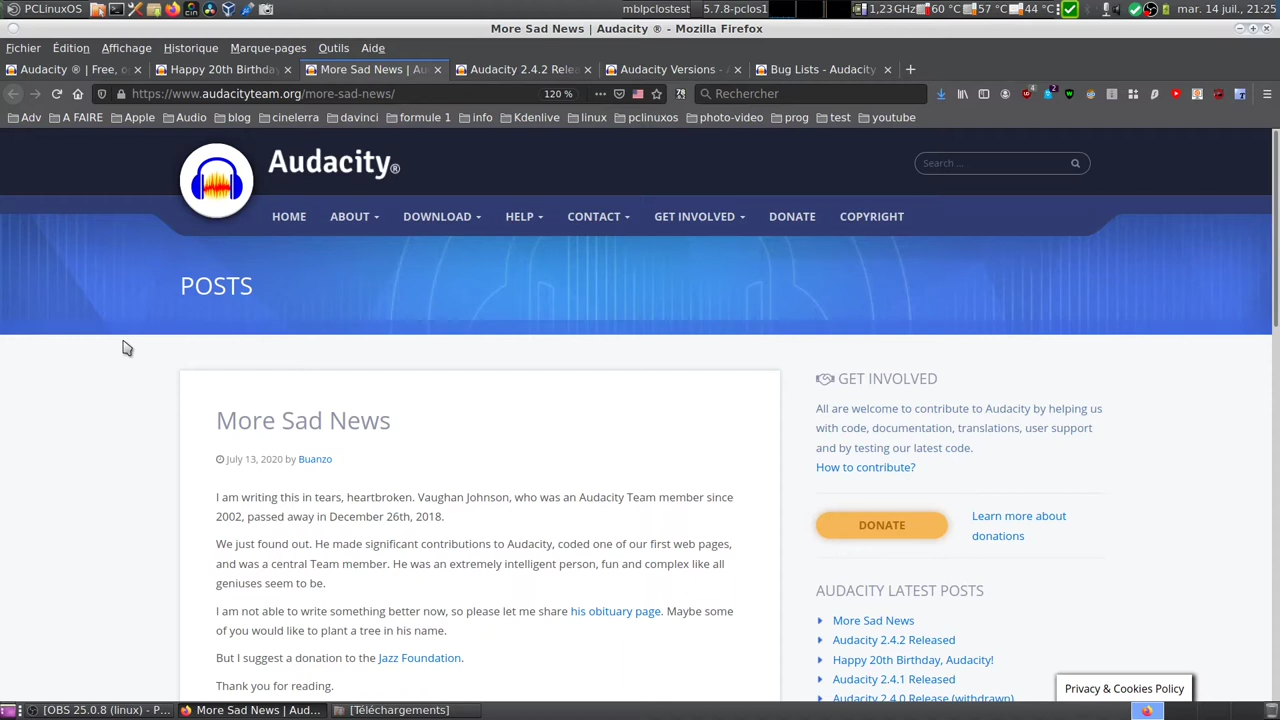 PCLinuxOS
mblpclostest
5.7.8-pclos1
1,23GHz
60 °C
57 °C
44 °C
mar. 14 juil., 21:25
More Sad News | Audacity ® - Mozilla Firefox
Fichier Édition Affichage Historique Marque-pages Outils Aide
Audacity ® | Free, o
Happy 20th Birthday
More Sad News | Au
Audacity 2.4.2 Relea
Audacity Versions - A
Bug Lists - Audacity
https://www.audacityteam.org/more-sad-news/
120 %
Rechercher
Adv A FAIRE Apple Audio blog cinelerra davinci formule 1 info Kdenlive linux pclinuxos photo-video prog test youtube
Audacity®
Search ...
HOME ABOUT DOWNLOAD HELP CONTACT GET INVOLVED DONATE COPYRIGHT
POSTS
More Sad News
July 13, 2020 by Buanzo
I am writing this in tears, heartbroken. Vaughan Johnson, who was an Audacity Team member since
2002, passed away in December 26th, 2018.
We just found out. He made significant contributions to Audacity, coded one of our first web pages,
and was a central Team member. He was an extremely intelligent person, fun and complex like all
geniuses seem to be.
I am not able to write something better now, so please let me share his obituary page. Maybe some
of you would like to plant a tree in his name.
But I suggest a donation to the Jazz Foundation.
Thank you for reading.
GET INVOLVED
All are welcome to contribute to Audacity by helping us
with code, documentation, translations, user support
and by testing our latest code.
How to contribute?
DONATE
Learn more about
donations
AUDACITY LATEST POSTS
More Sad News
Audacity 2.4.2 Released
Happy 20th Birthday, Audacity!
Audacity 2.4.1 Released
Audacity 2.4.0 Release (withdrawn)
Privacy & Cookies Policy
[OBS 25.0.8 (linux) - P...
More Sad News | Aud...
[Téléchargements]